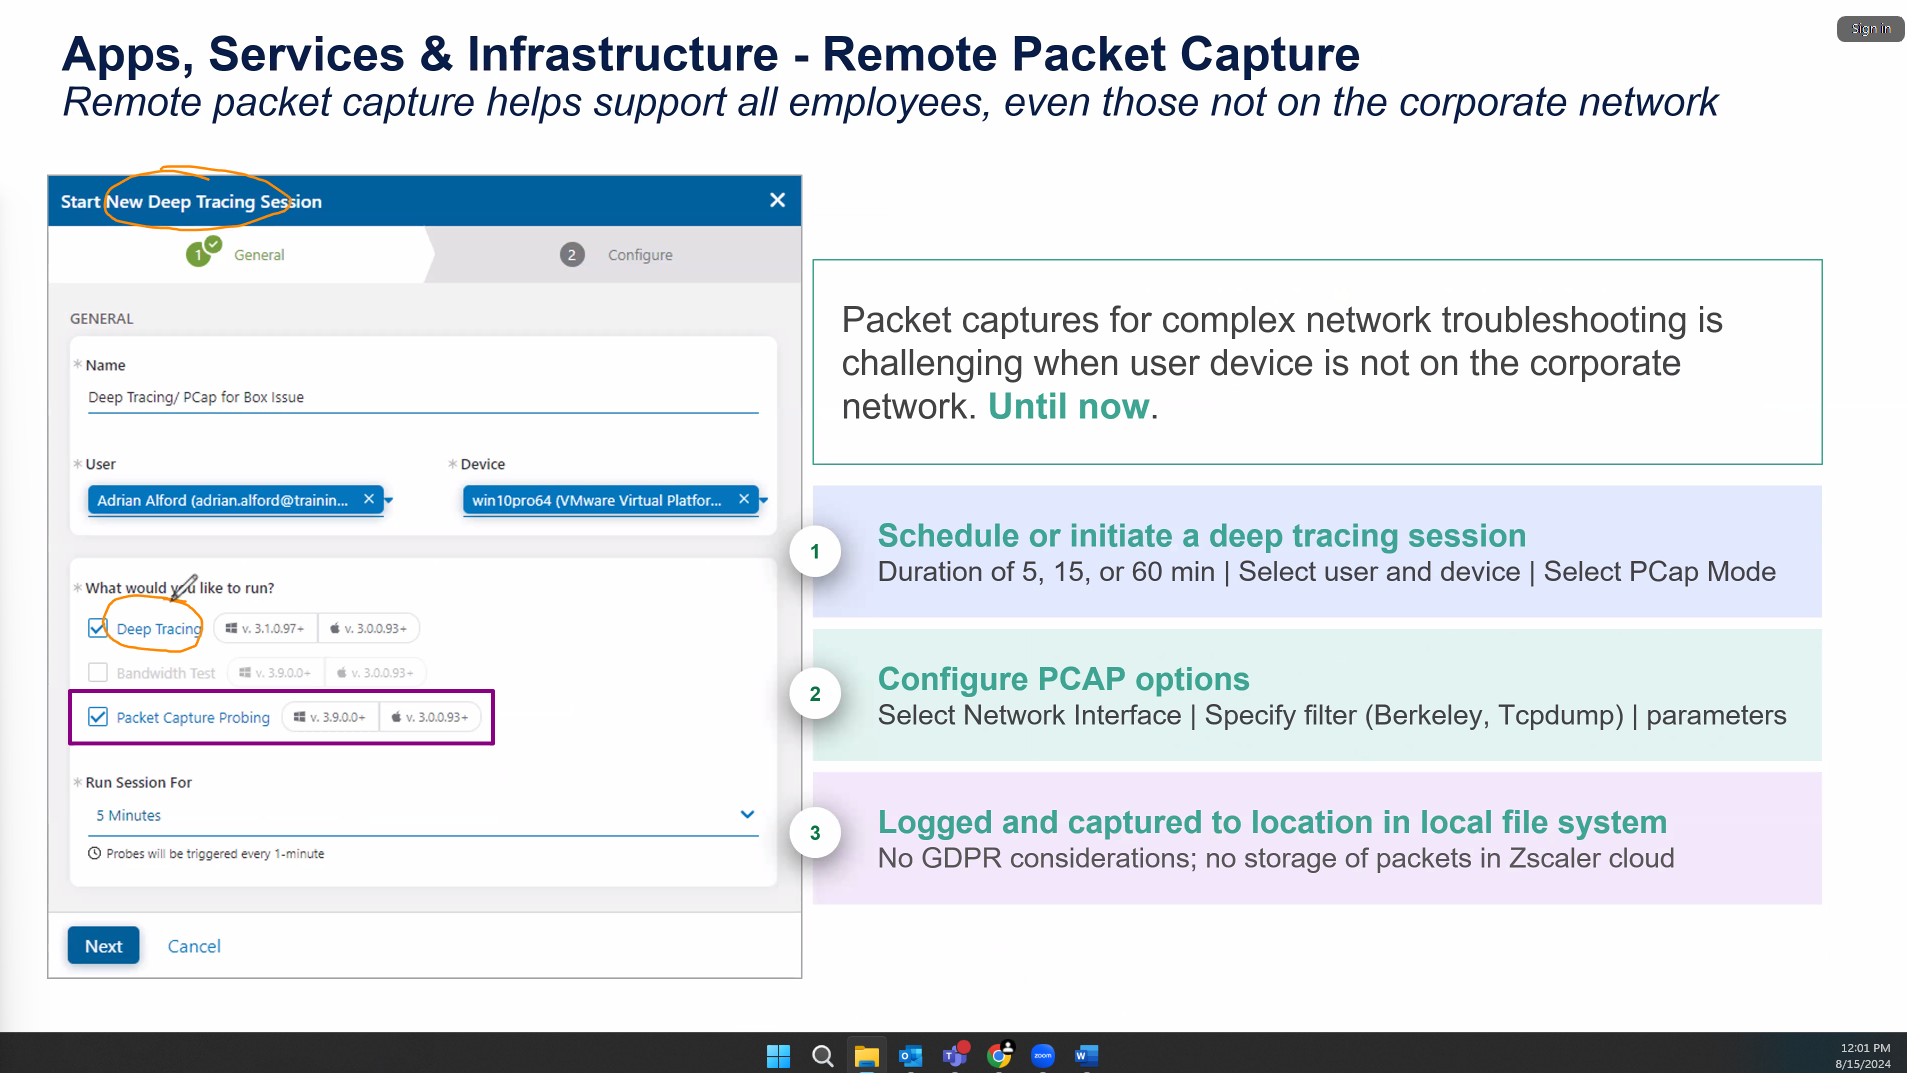 Sign in
Apps, Services & Infrastructure - Remote Packet Capture
Remote packet capture helps support all employees, even those not on the corporate network
Start New Deep Tracing Session
1 General
2 Configure
GENERAL
* Name
Deep Tracing/ PCap for Box Issue
* User
* Device
Adrian Alford (adrian.alford@trainin...
win10pro64 (VMware Virtual Platfor...
* What would you like to run?
Deep Tracing v. 3.1.0.97+ v. 3.0.0.93+
Bandwidth Test v. 3.9.0.0+ v. 3.0.0.93+
Packet Capture Probing v. 3.9.0.0+ v. 3.0.0.93+
* Run Session For
5 Minutes
Probes will be triggered every 1-minute
Next
Cancel
Packet captures for complex network troubleshooting is
challenging when user device is not on the corporate
network. Until now.
1
Schedule or initiate a deep tracing session
Duration of 5, 15, or 60 min | Select user and device | Select PCap Mode
2
Configure PCAP options
Select Network Interface | Specify filter (Berkeley, Tcpdump) | parameters
3
Logged and captured to location in local file system
No GDPR considerations; no storage of packets in Zscaler cloud
zoom
12:01 PM
8/15/2024